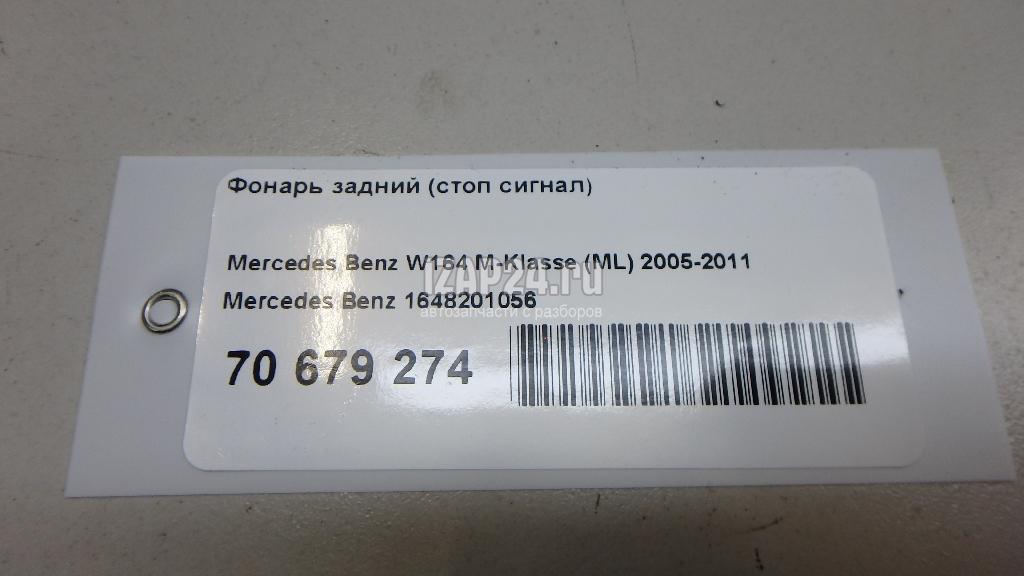 Фонарь задний (стоп сигнал)
Mercedes Benz W164 M-Klasse (ML) 2005-2011
IZAP24.ru
Mercedes Benz 1648201056
автозапчасти с разборов
70 679 274